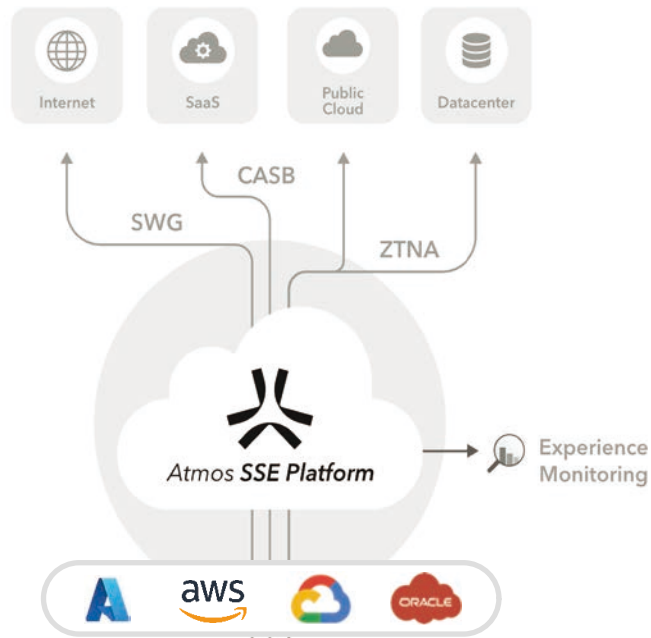 Internet
SaaS
Public
Cloud
Datacenter
CASB
SWG
ZTNA
Atmos SSE Platform
Experience
Monitoring
aws
ORACLE